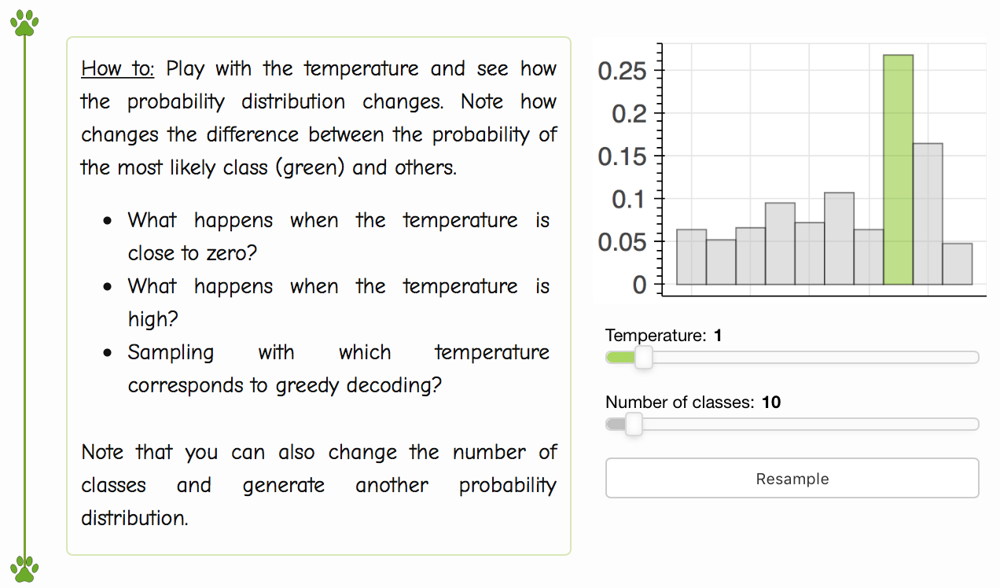 How to: Play with the temperature and see how
the probability distribution changes. Note how
changes the difference between the probability of
the most likely class (green) and others.
• What happens when the temperature is
close to zero?
• What happens when the temperature is
high?
• Sampling with which temperature
corresponds to greedy decoding?
Note that you can also change the number of
classes and generate another probability
distribution.
0.25
0.2
0.15
0.1
0.05
0
Temperature: 1
Number of classes: 10
Resample